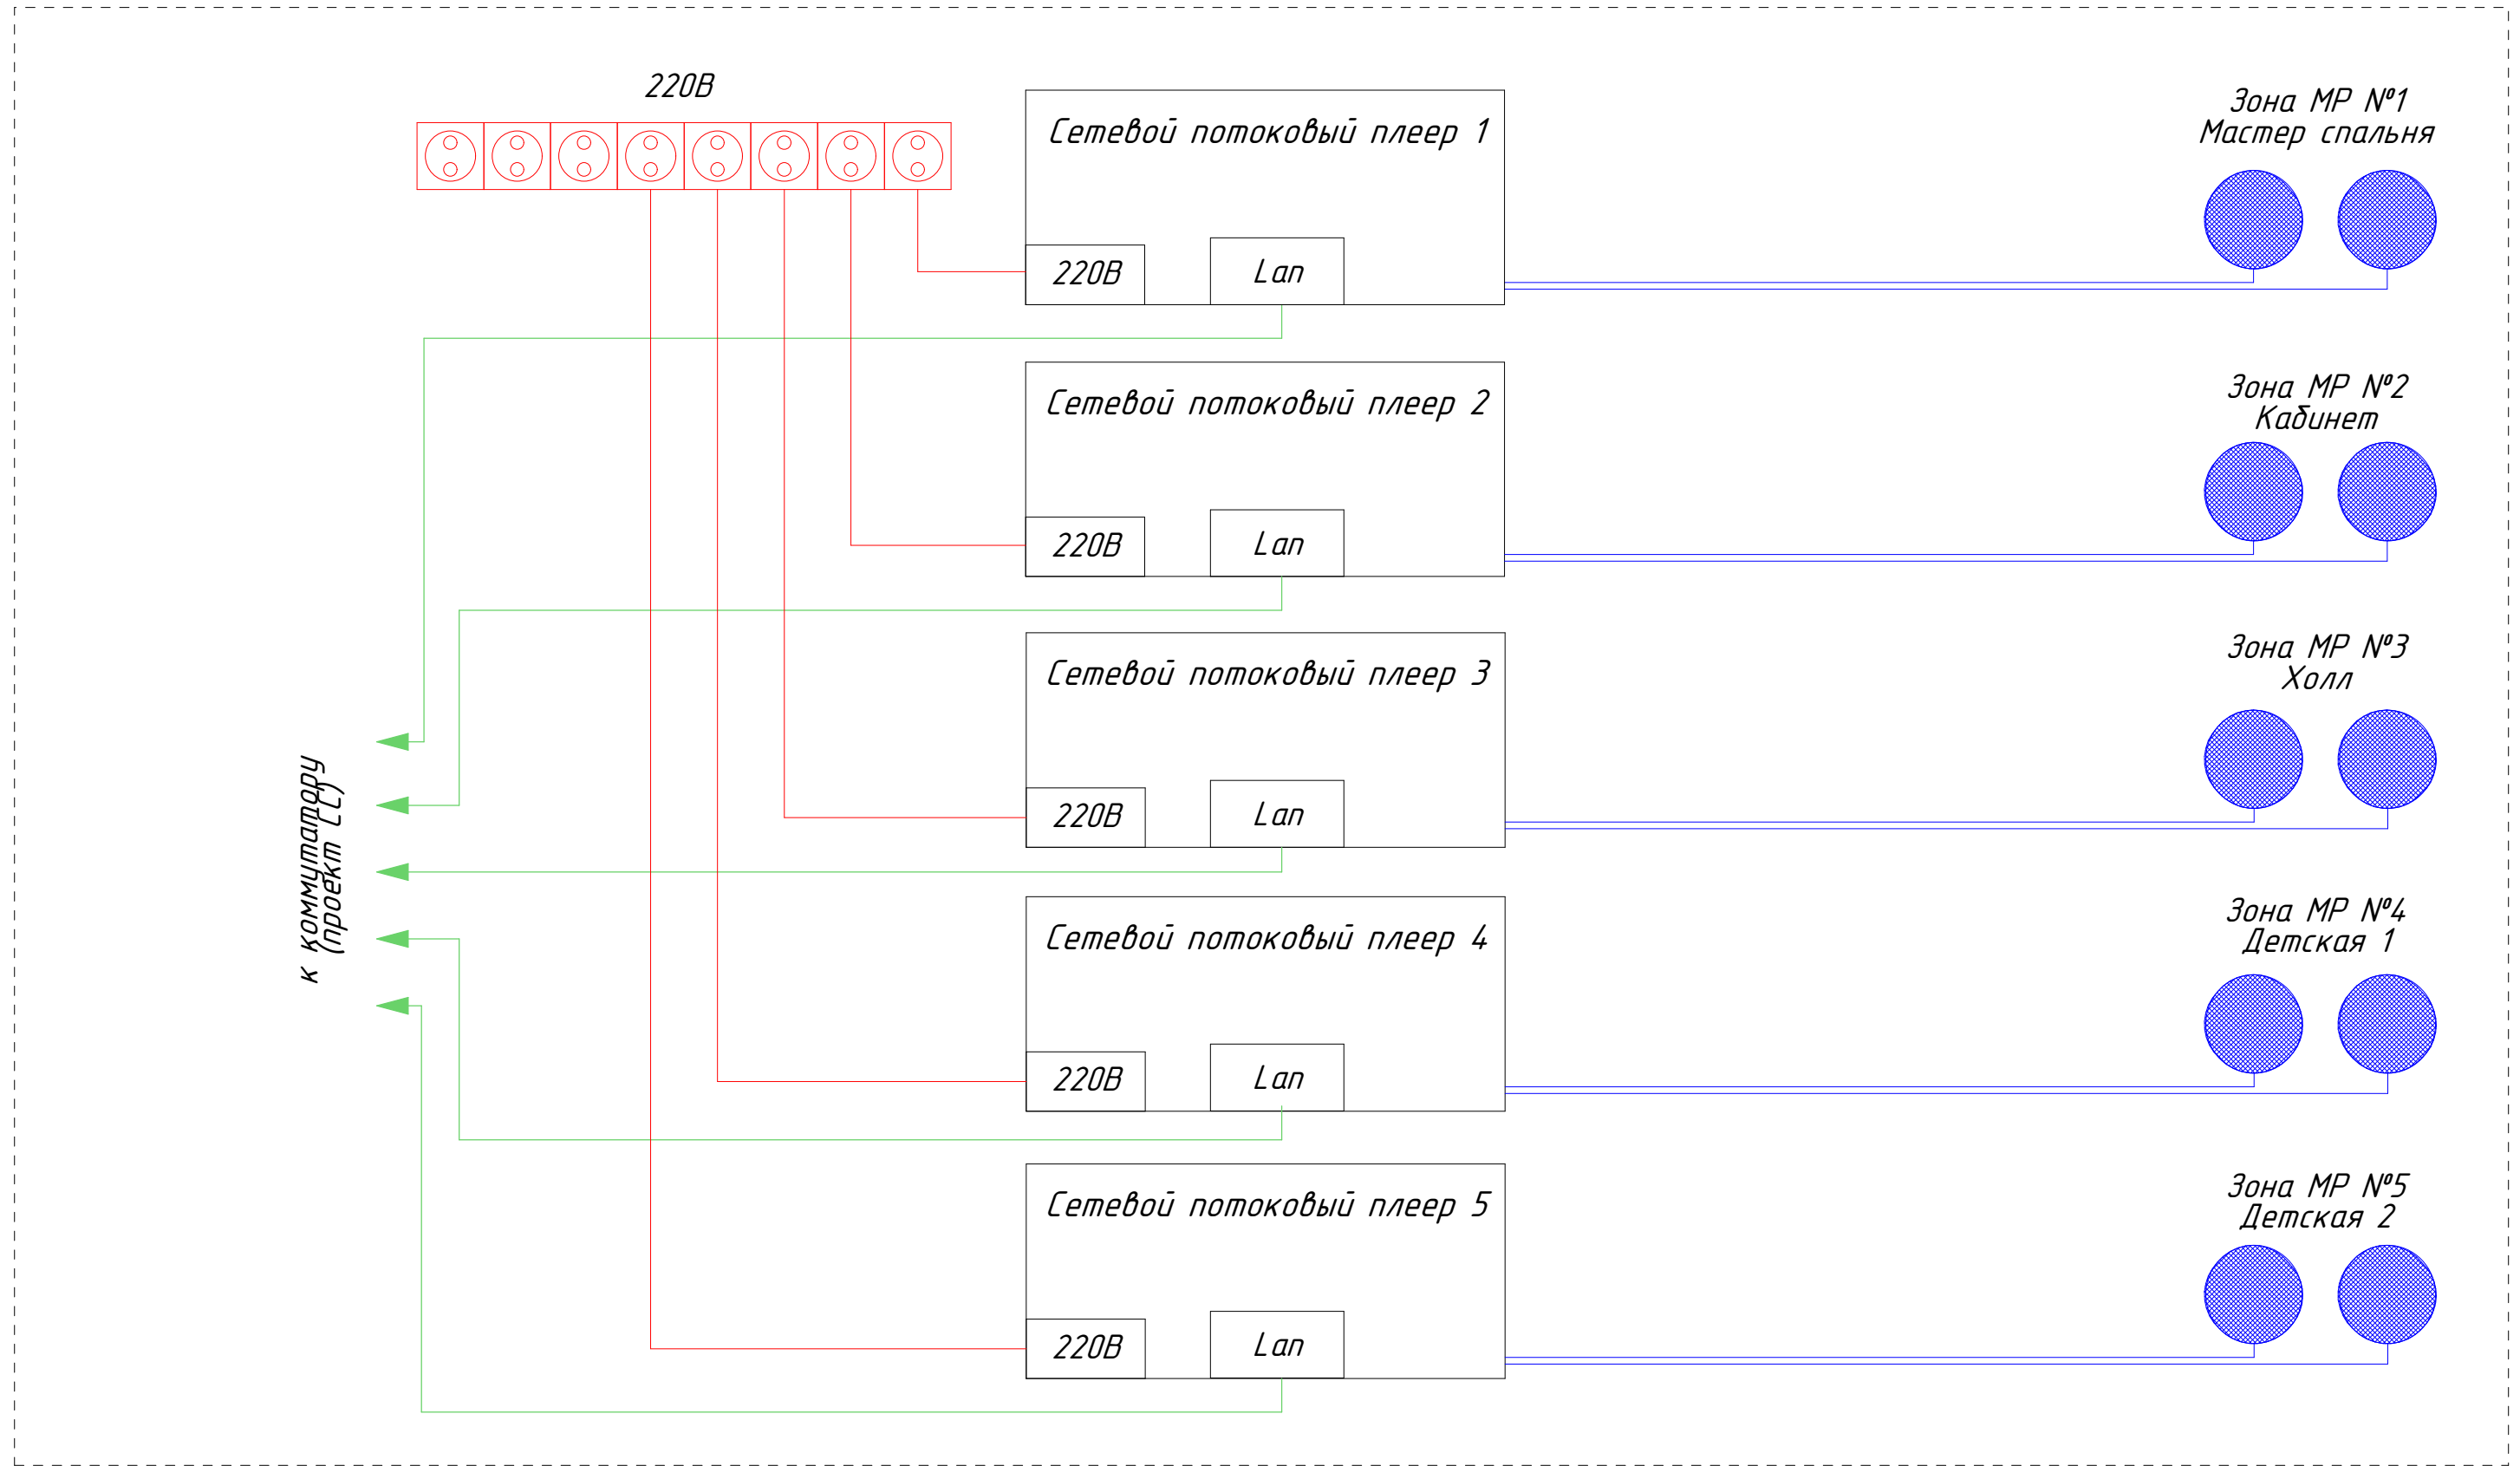 220В
Сетевой потоковый плеер 1
220В
Lan
Зона МР №1
Мастер спальня
Сетевой потоковый плеер 2
220В
Lan
Зона МР №2
Кабинет
Сетевой потоковый плеер 3
220В
Lan
Зона МР №3
Холл
к коммутатору
(проект СС)
Сетевой потоковый плеер 4
220В
Lan
Зона МР №4
Детская 1
Сетевой потоковый плеер 5
220В
Lan
Зона МР №5
Детская 2